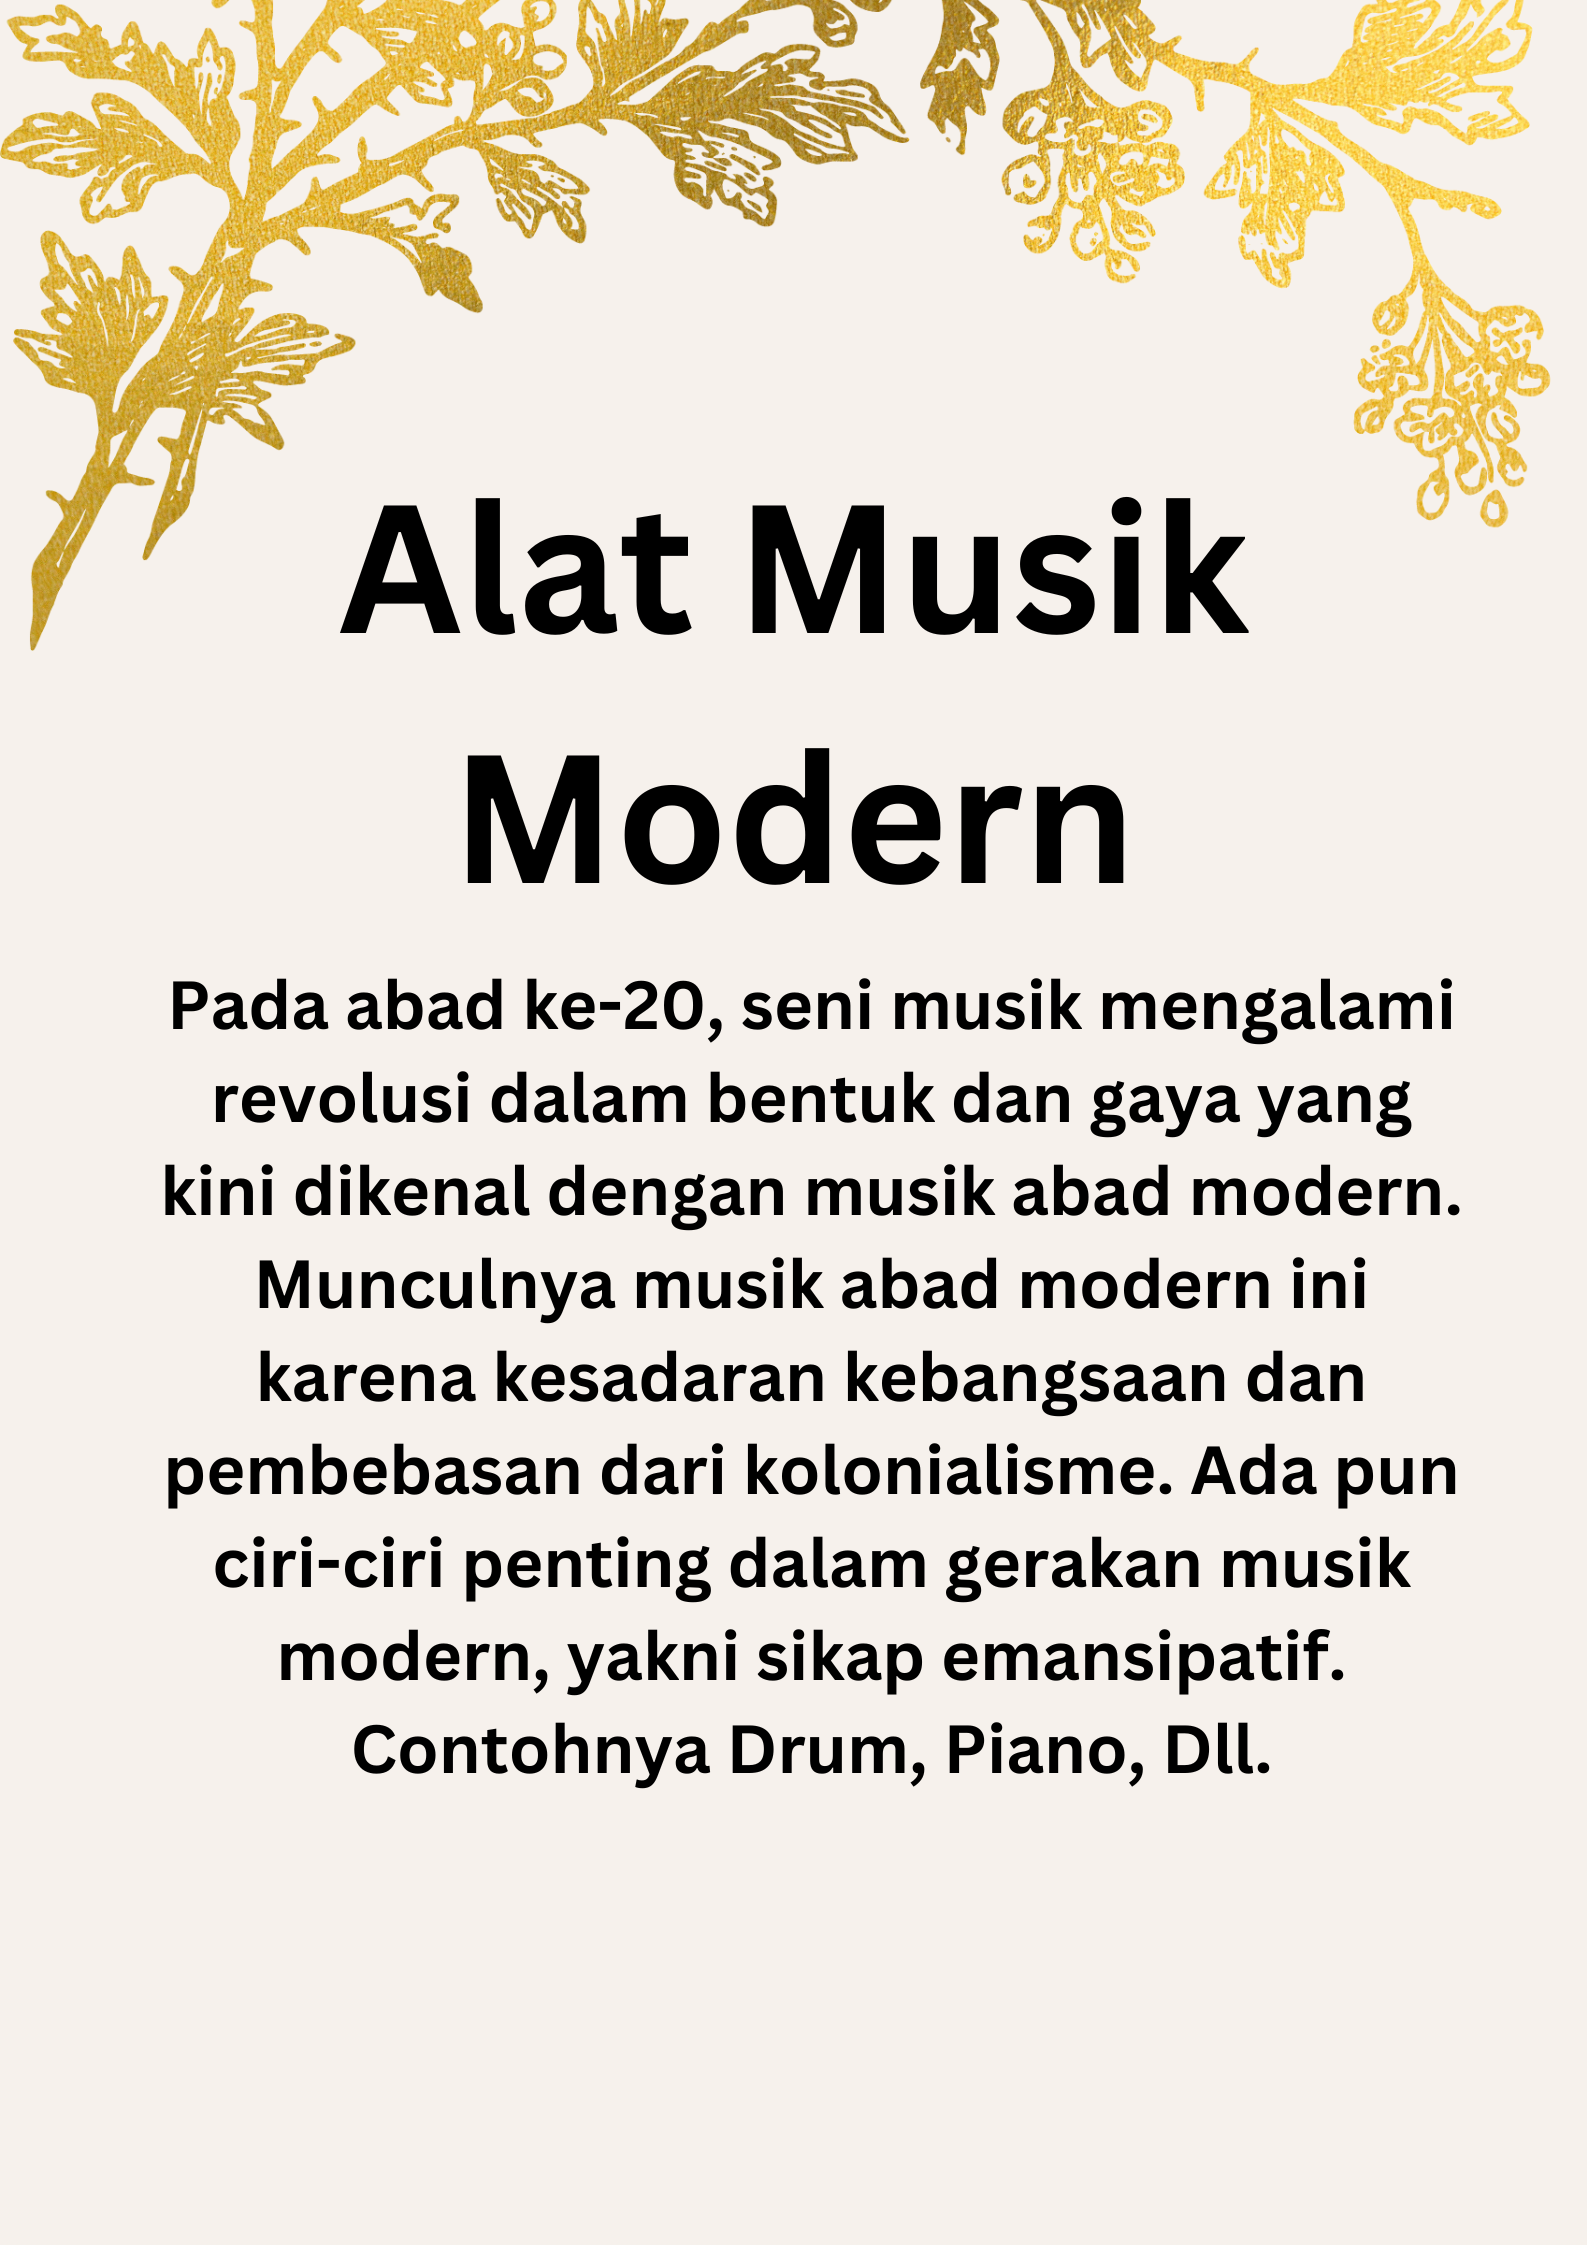 Alat Musik
Modern
Pada abad ke-20, seni musik mengalami
revolusi dalam bentuk dan gaya yang
kini dikenal dengan musik abad modern.
Munculnya musik abad modern ini
karena kesadaran kebangsaan dan
pembebasan dari kolonialisme. Ada pun
ciri-ciri penting dalam gerakan musik
modern, yakni sikap emansipatif.
Contohnya Drum, Piano, Dll.